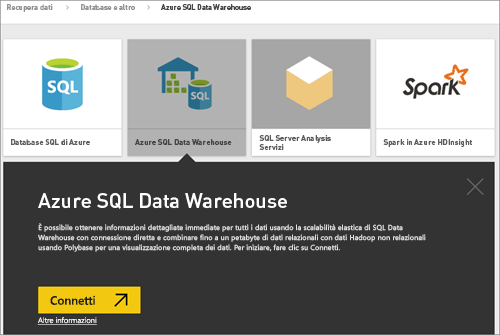 Recupera dati > Database e altro > Azure SQL Data Warehouse
SQL
SQL
Spark
Database SQL di Azure
Azure SQL Data Warehouse
SQL Server Analysis
Servizi
Spark in Azure HDInsight
Azure SQL Data Warehouse
È possibile ottenere informazioni dettagliate immediate per tutti i dati usando la scalabilità elastica di SQL Data
Warehouse con connessione diretta e combinare fino a un petabyte di dati relazionali con dati Hadoop non relazionali
usando Polybase per una visualizzazione completa dei dati. Per iniziare, fare clic su Connetti.
Connetti
Altre informazioni